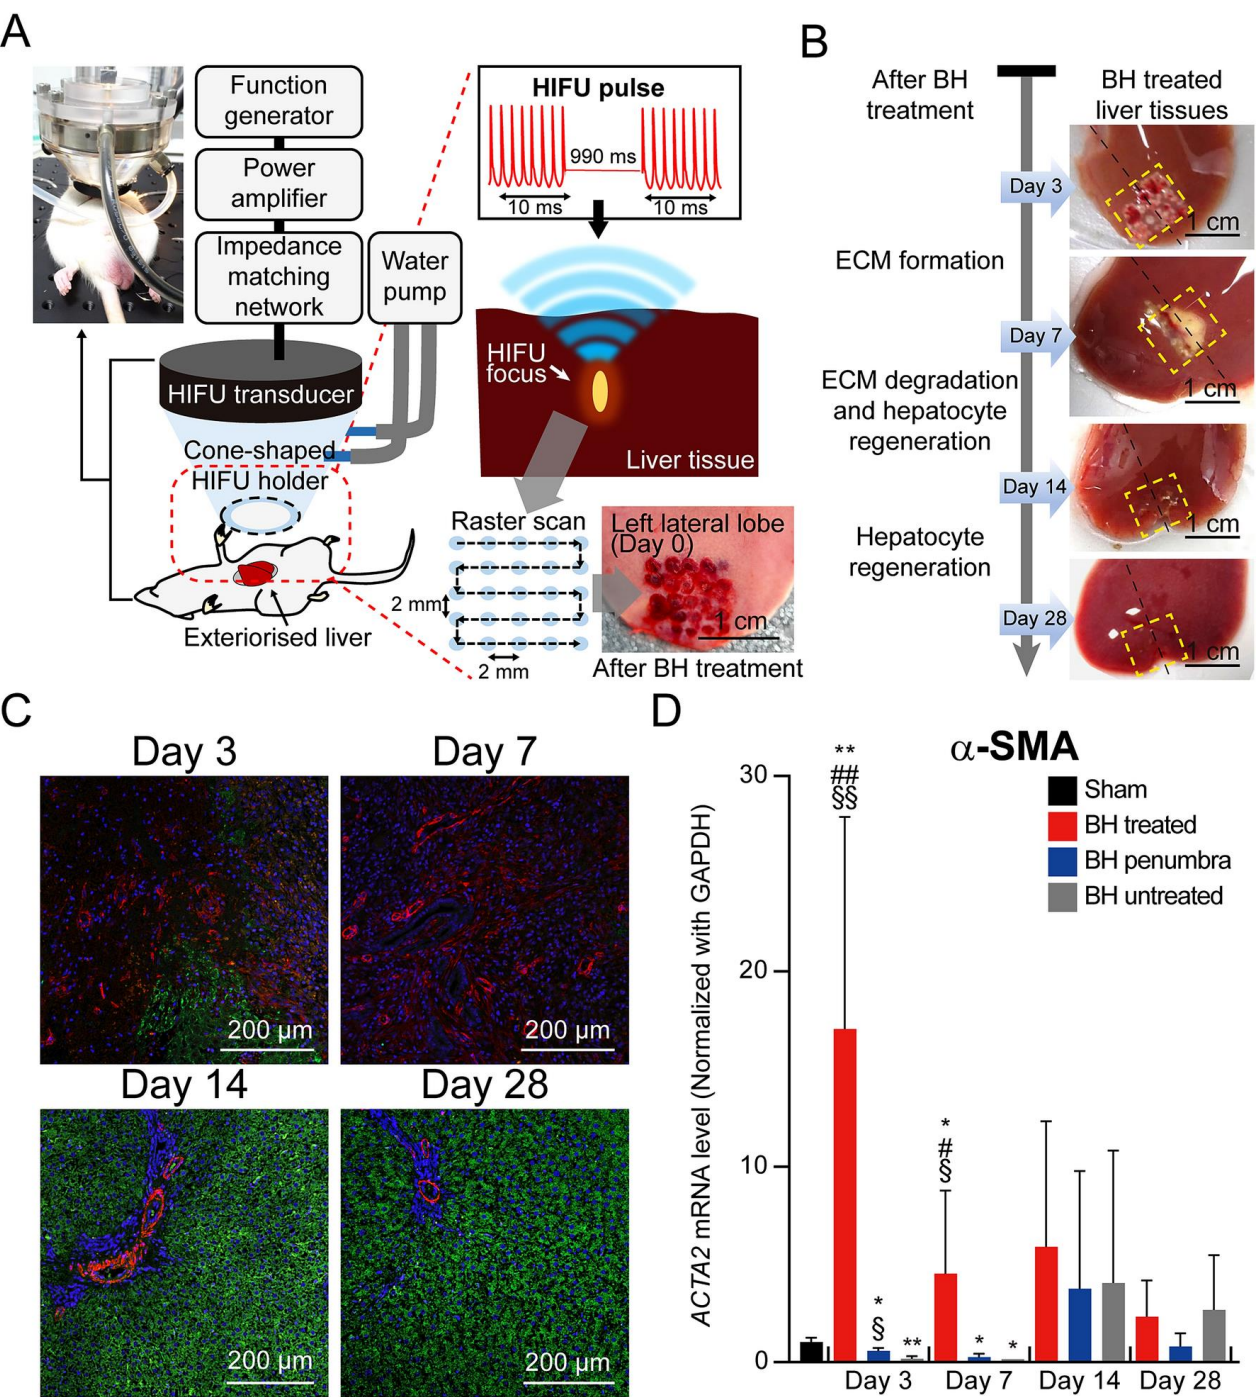 A
Function
generator
Power
amplifier
Impedance
matching
network
Water
pump
HIFU transducer
Cone-shaped
HIFU holder
Exteriorised liver
HIFU pulse
990 ms
10 ms
10 ms
HIFU
focus
Liver tissue
Raster scan
2 mm
2 mm
Left lateral lobe
(Day 0)
1 cm
After BH treatment
B
After BH
treatment
BH treated
liver tissues
Day 3
1 cm
ECM formation
Day 7
1 cm
ECM degradation
and hepatocyte
regeneration
Day 14
1 cm
Hepatocyte
regeneration
Day 28
1 cm
C
Day 3
200 μm
Day 7
200 μm
Day 14
200 μm
Day 28
200 μm
D
α-SMA
Sham
BH treated
BH penumbra
BH untreated
ACTA2 mRNA level (Normalized with GAPDH)
30
20
10
0
**
##
§§
*
§
**
*
#
§
*
*
Day 3
Day 7
Day 14
Day 28